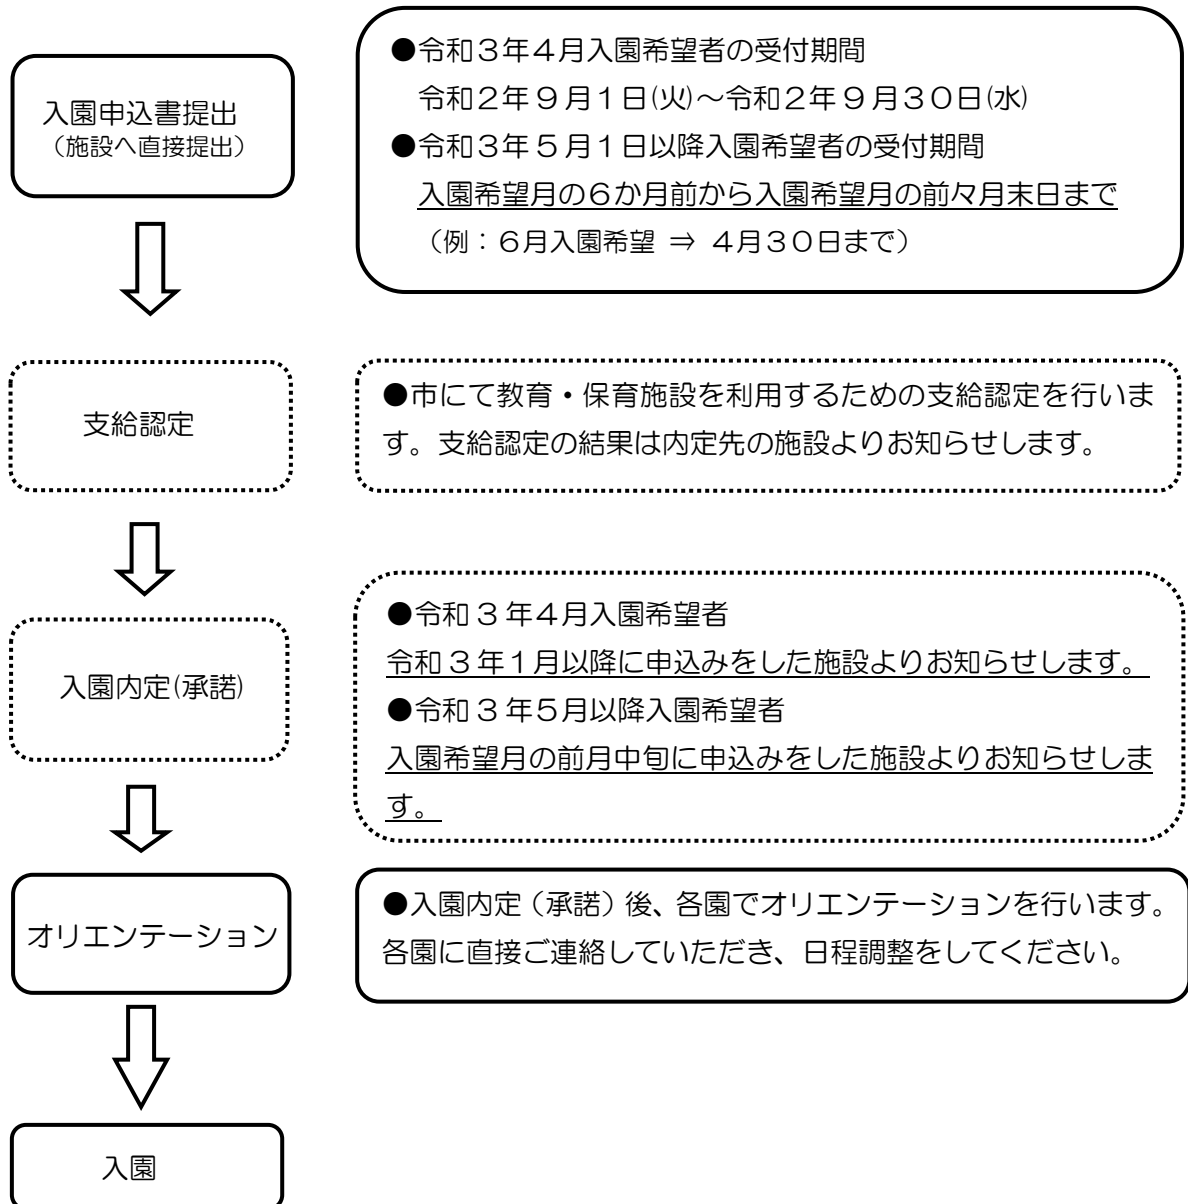 入園申込書提出
（施設へ直接提出）
●令和３年４月入園希望者の受付期間
令和２年９月１日(火)～令和２年９月３０日(水)
●令和３年５月１日以降入園希望者の受付期間
入園希望月の６か月前から入園希望月の前々月末日まで
（例：６月入園希望 ⇒ ４月３０日まで）
支給認定
●市にて教育・保育施設を利用するための支給認定を行いま
す。支給認定の結果は内定先の施設よりお知らせします。
入園内定(承諾)
●令和３年４月入園希望者
令和３年１月以降に申込みをした施設よりお知らせします。
●令和３年５月以降入園希望者
入園希望月の前月中旬に申込みをした施設よりお知らせしま
す。
オリエンテーション
●入園内定（承諾）後、各園でオリエンテーションを行います。
各園に直接ご連絡していただき、日程調整をしてください。
入園